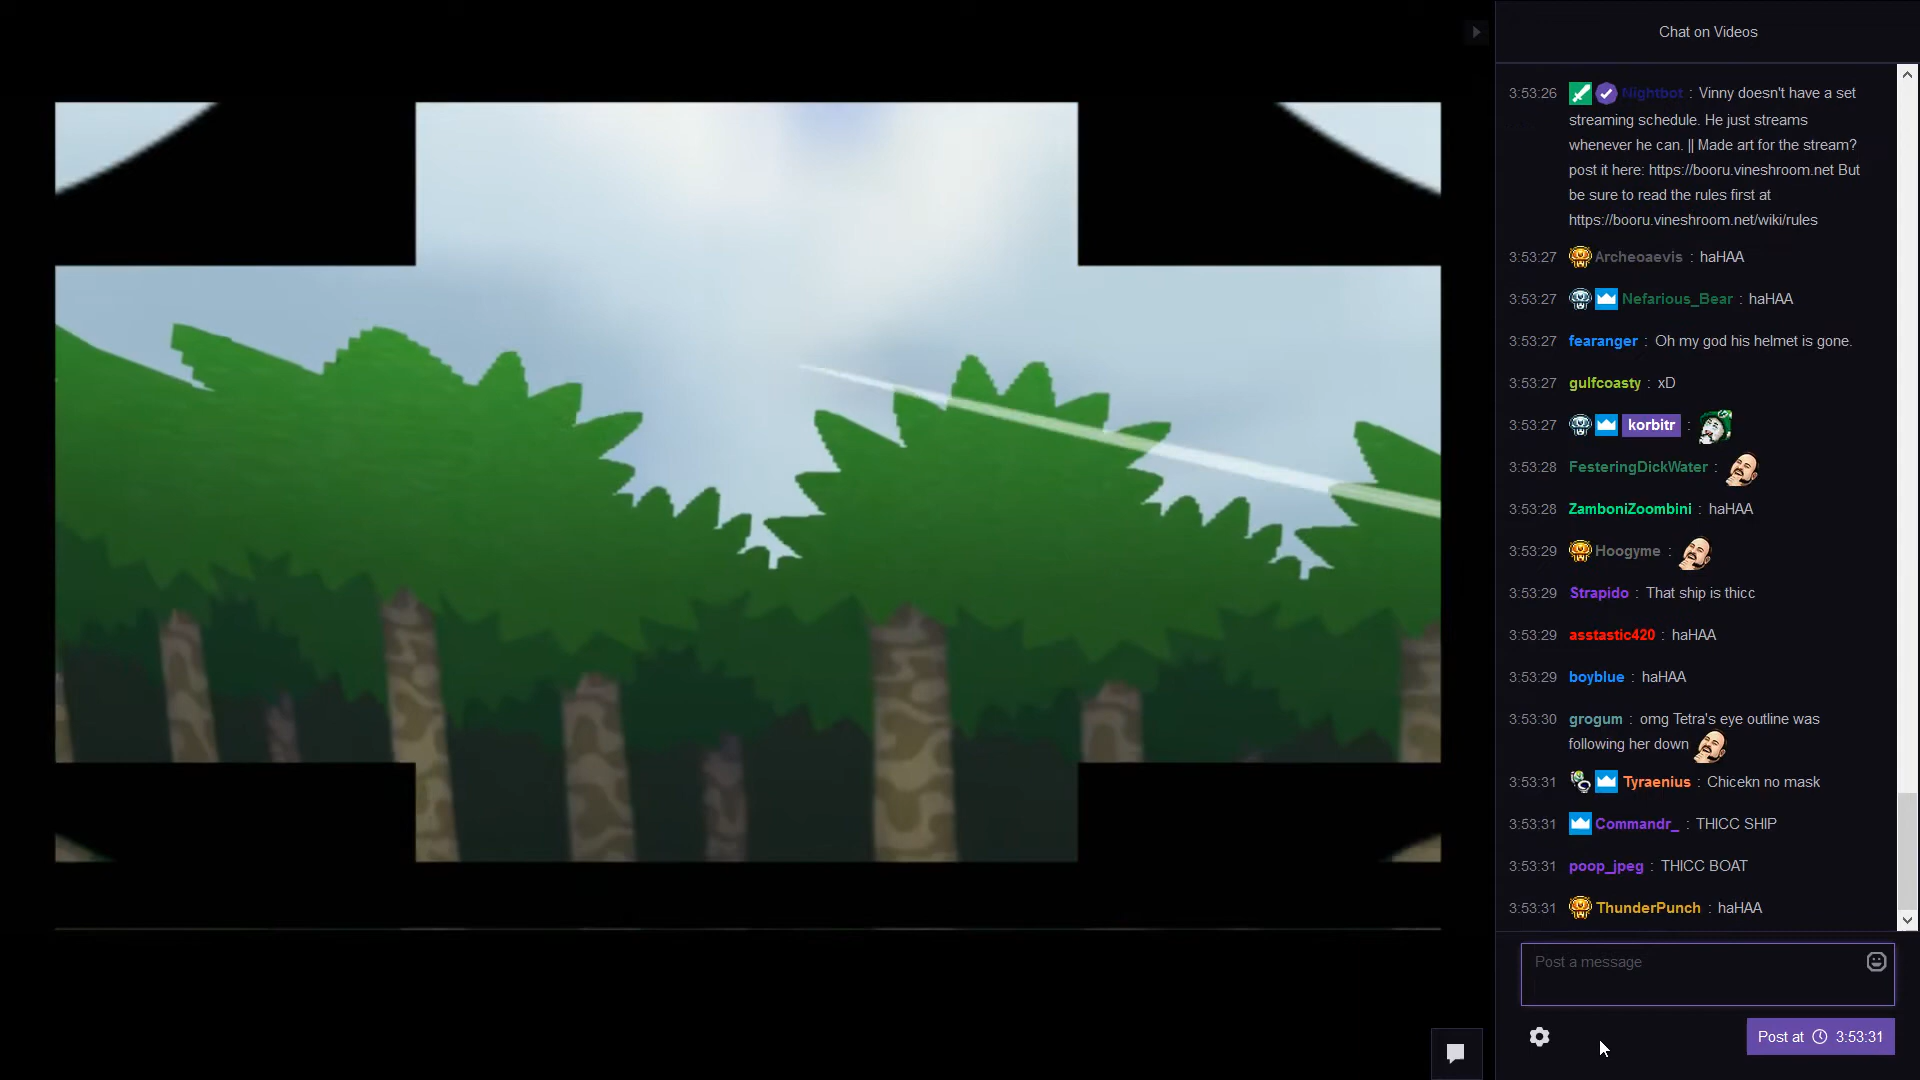 Chat on Videos
3:53:26 Nightbot : Vinny doesn't have a set
streaming schedule. He just streams
whenever he can. || Made art for the stream?
post it here: https://booru.vineshroom.net But
be sure to read the rules first at
https://booru.vineshroom.net/wiki/rules
3:53:27 Archeoaevis : haHAA
3:53:27 Nefarious_Bear : haHAA
3:53:27 fearanger : Oh my god his helmet is gone.
3:53:27 gulfcoasty : xD
3:53:27 korbitr :
3:53:28 FesteringDickWater :
3:53:28 ZamboniZoombini : haHAA
3:53:29 Hoogyme :
3:53:29 Strapido : That ship is thicc
3:53:29 asstastic420 : haHAA
3:53:29 boyblue : haHAA
3:53:30 grogum : omg Tetra's eye outline was
following her down
3:53:31 Tyraenius : Chicekn no mask
3:53:31 Commandr_ : THICC SHIP
3:53:31 poop_jpeg : THICC BOAT
3:53:31 ThunderPunch : haHAA
Post a message
Post at 3:53:31